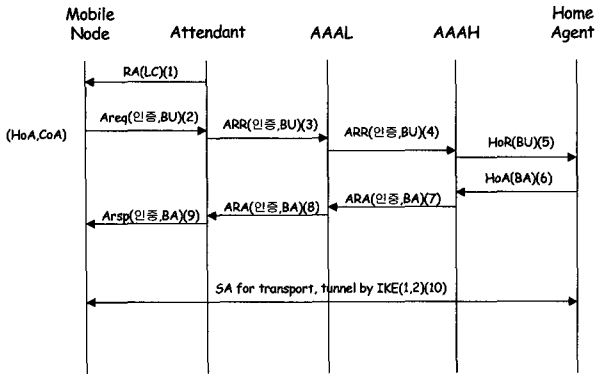 Mobile Node
Attendant
AAAL
AAAH
Home Agent
RA(LC)(1)
Areq(인증,BU)(2)
ARR(인증,BU)(3)
(HoA,CoA)
ARR(인증,BU)(4)
HoR(BU)(5)
HoA(BA)(6)
ARA(인증,BA)(7)
ARA(인증,BA)(8)
Arsp(인증,BA)(9)
SA for transport, tunnel by IKE(1,2)(10)